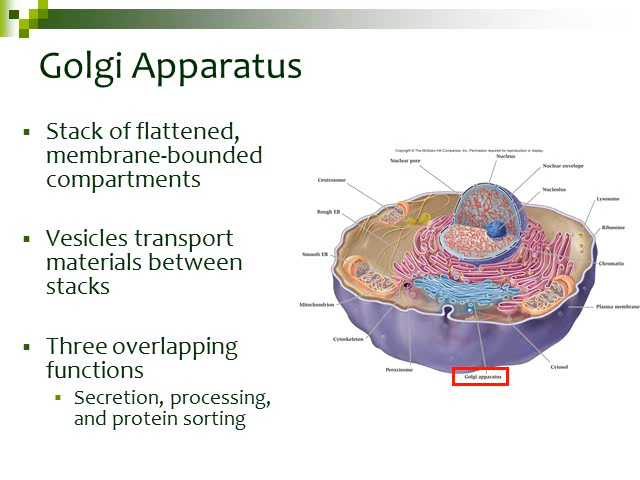 Golgi Apparatus
Stack of flattened,
membrane-bounded
compartments
Vesicles transport
materials between
stacks
Three overlapping
functions
Secretion, processing,
and protein sorting
Copyright © The McGraw-Hill Companies, Inc. Permission required for reproduction or display.
Nucleus
Nuclear pore
Nuclear envelope
Centrosome
Nucleolus
Lysosome
Rough ER
Ribosome
Smooth ER
Chromatin
Mitochondrion
Plasma membrane
Cytoskeleton
Peroxisome
Cytosol
Golgi apparatus